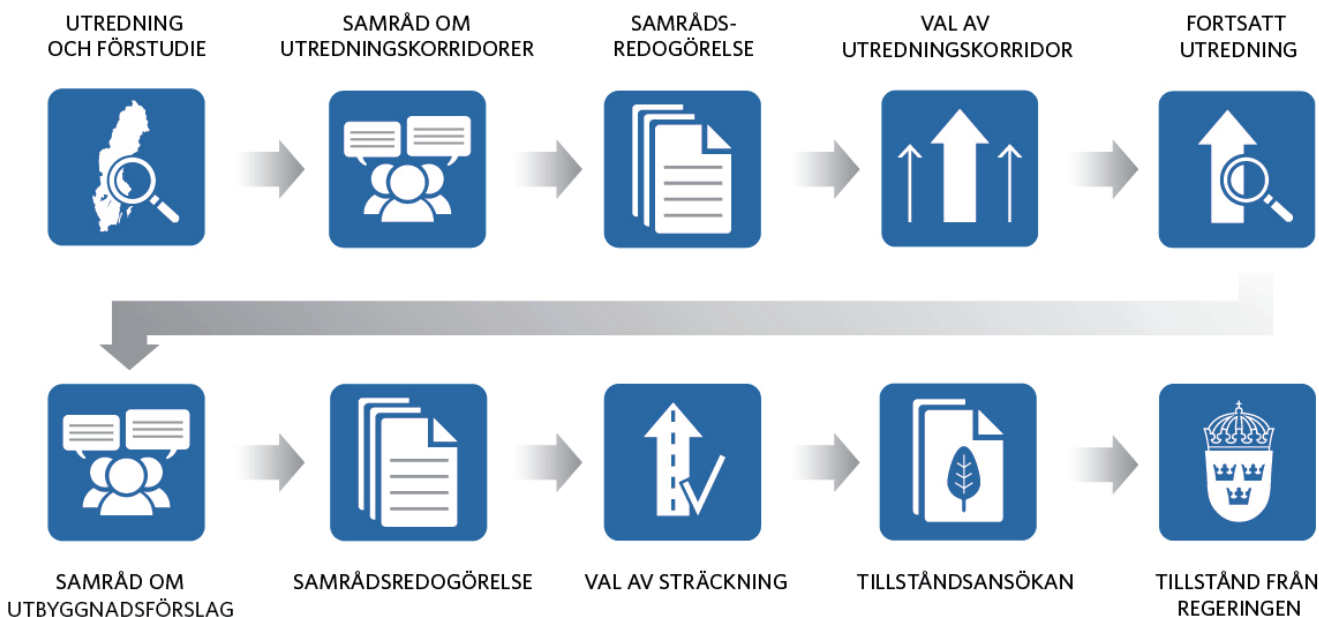 UTREDNING
OCH FÖRSTUDIE
SAMRÅD OM
UTREDNINGSKORRIDORER
SAMRÅDS-
REDOGÖRELSE
VAL AV
UTREDNINGSKORRIDOR
FORTSATT
UTREDNING
SAMRÅD OM
UTBYGGNADSFÖRSLAG
SAMRÅDSREDOGÖRELSE
VAL AV STRÄCKNING
TILLSTÅNDSANSÖKAN
TILLSTÅND FRÅN
REGERINGEN